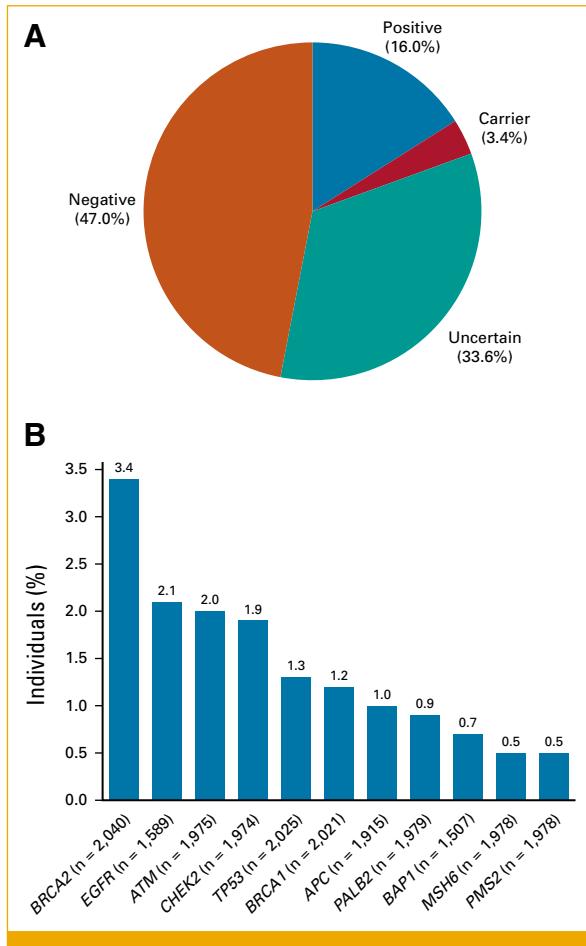 A
Positive
(16.0%)
Carrier
(3.4%)
Negative
(47.0%)
Uncertain
(33.6%)
B
Individuals (%)
3.5
3.0
2.5
2.0
1.5
1.0
0.5
0.0
3.4
2.1
2.0
1.9
1.3
1.2
1.0
0.9
0.7
0.5
0.5
BRCA2 (n = 2,040)
EGFR (n = 1,589)
ATM (n = 1,975)
CHEK2 (n = 1,974)
TP53 (n = 2,025)
BRCA1 (n = 2,021)
APC (n = 1,915)
PALB2 (n = 1,979)
BAP1 (n = 1,507)
MSH6 (n = 1,978)
PMS2 (n = 1,978)